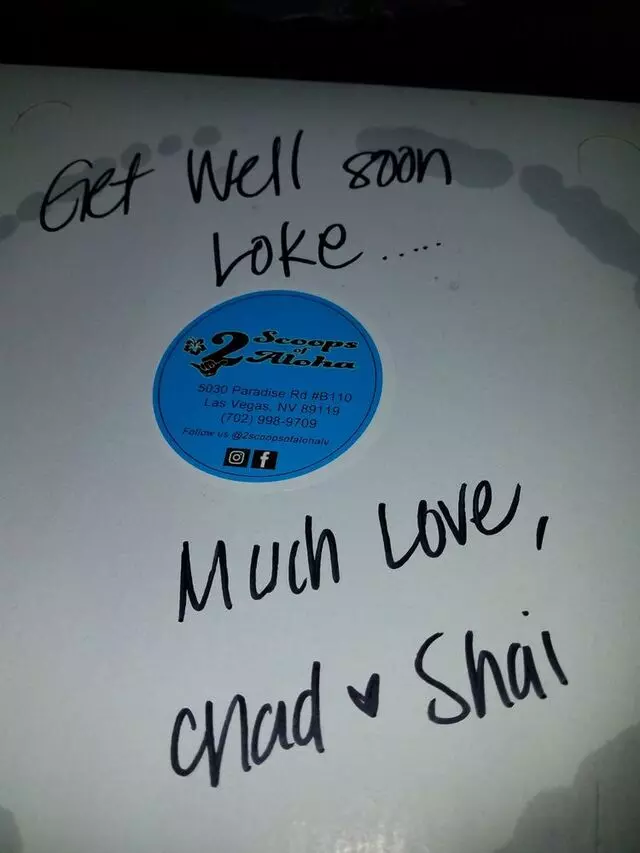 Get Well soon
Loke.....
2 Scoops
of
Aloha
5030 Paradise Rd #B110
Las Vegas, NV 89119
(702) 998-9709
Follow us @2scoopsofalohalv
Much Love,
Chad ♥ Shai